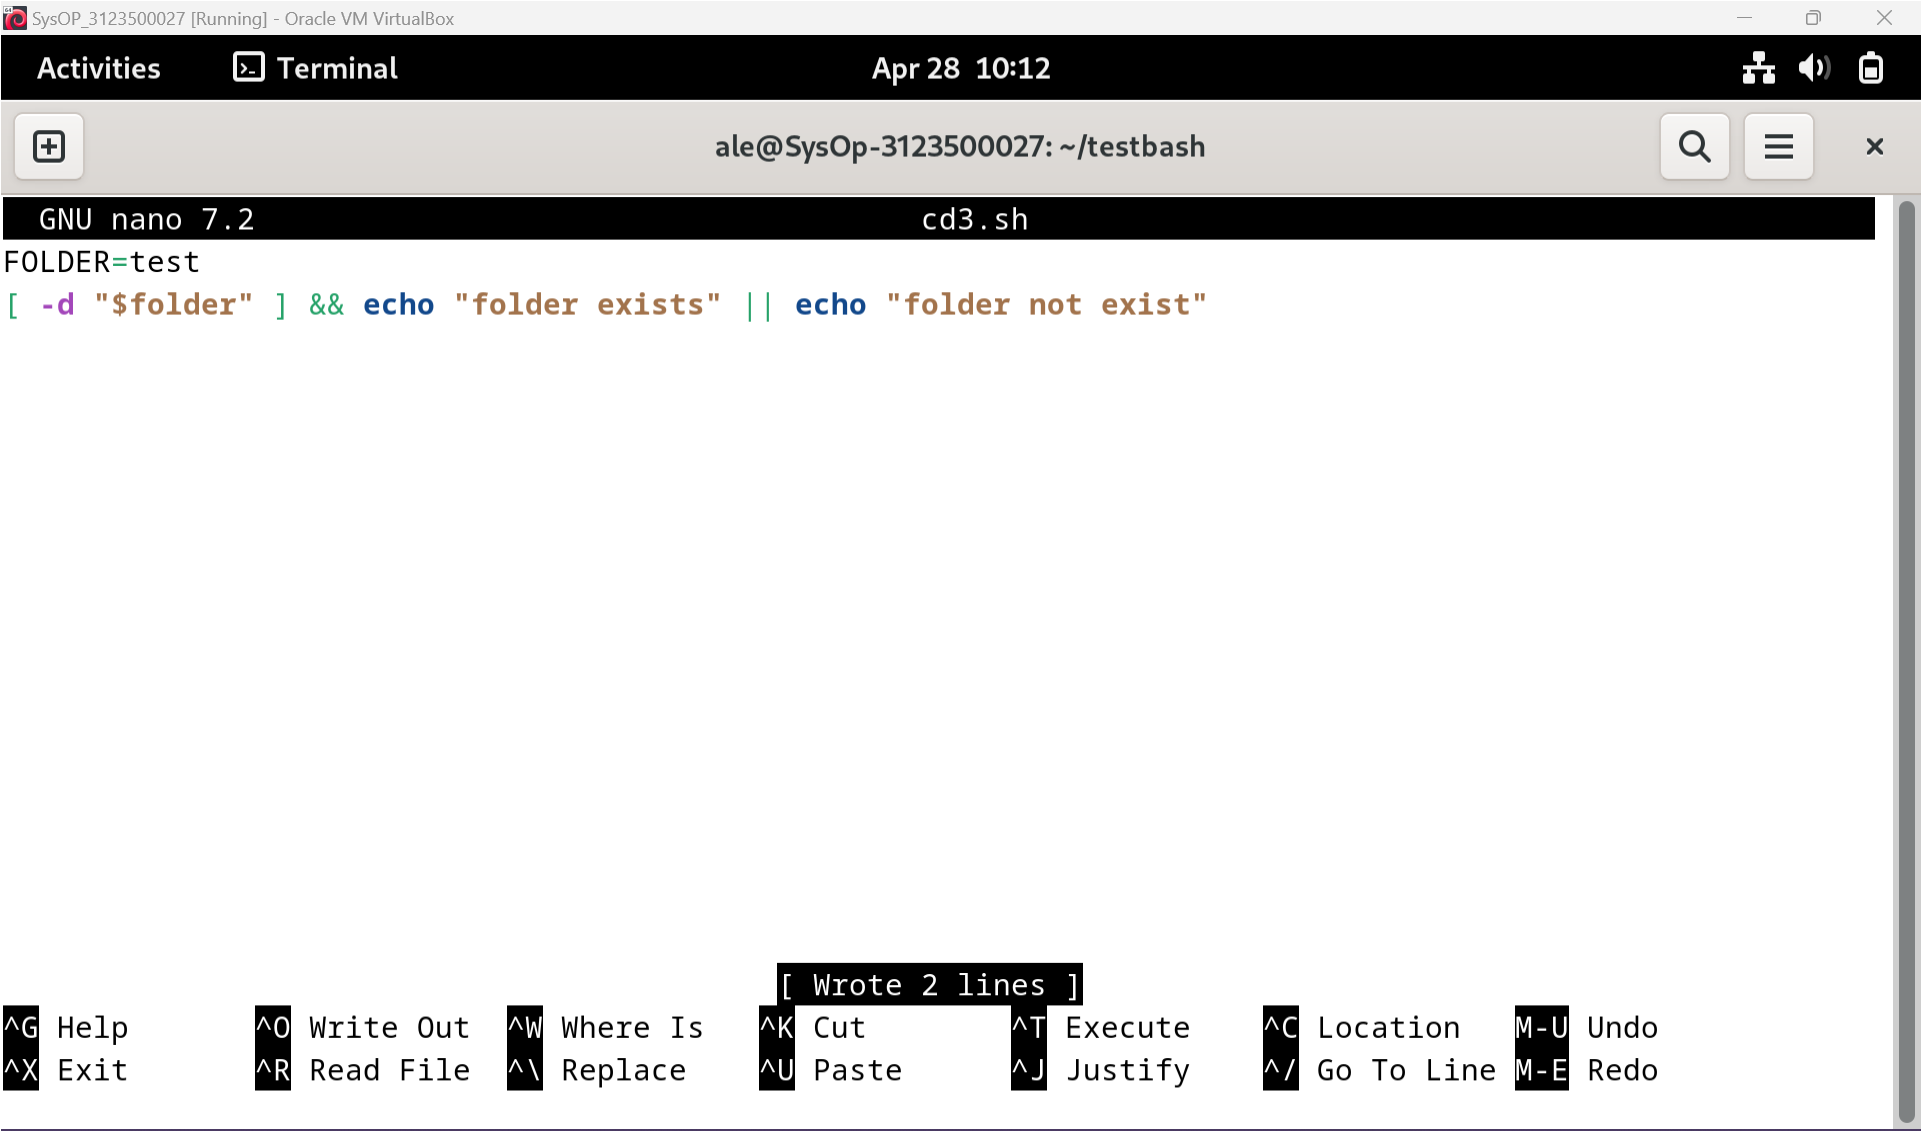 SysOP_3123500027 [Running] - Oracle VM VirtualBox
Activities Terminal Apr 28 10:12
ale@SysOp-3123500027: ~/testbash
GNU nano 7.2 cd3.sh
FOLDER=test
[ -d "$folder" ] && echo "folder exists" || echo "folder not exist"
[ Wrote 2 lines ]
^G Help ^O Write Out ^W Where Is ^K Cut ^T Execute ^C Location M-U Undo
^X Exit ^R Read File ^\ Replace ^U Paste ^J Justify ^/ Go To Line M-E Redo